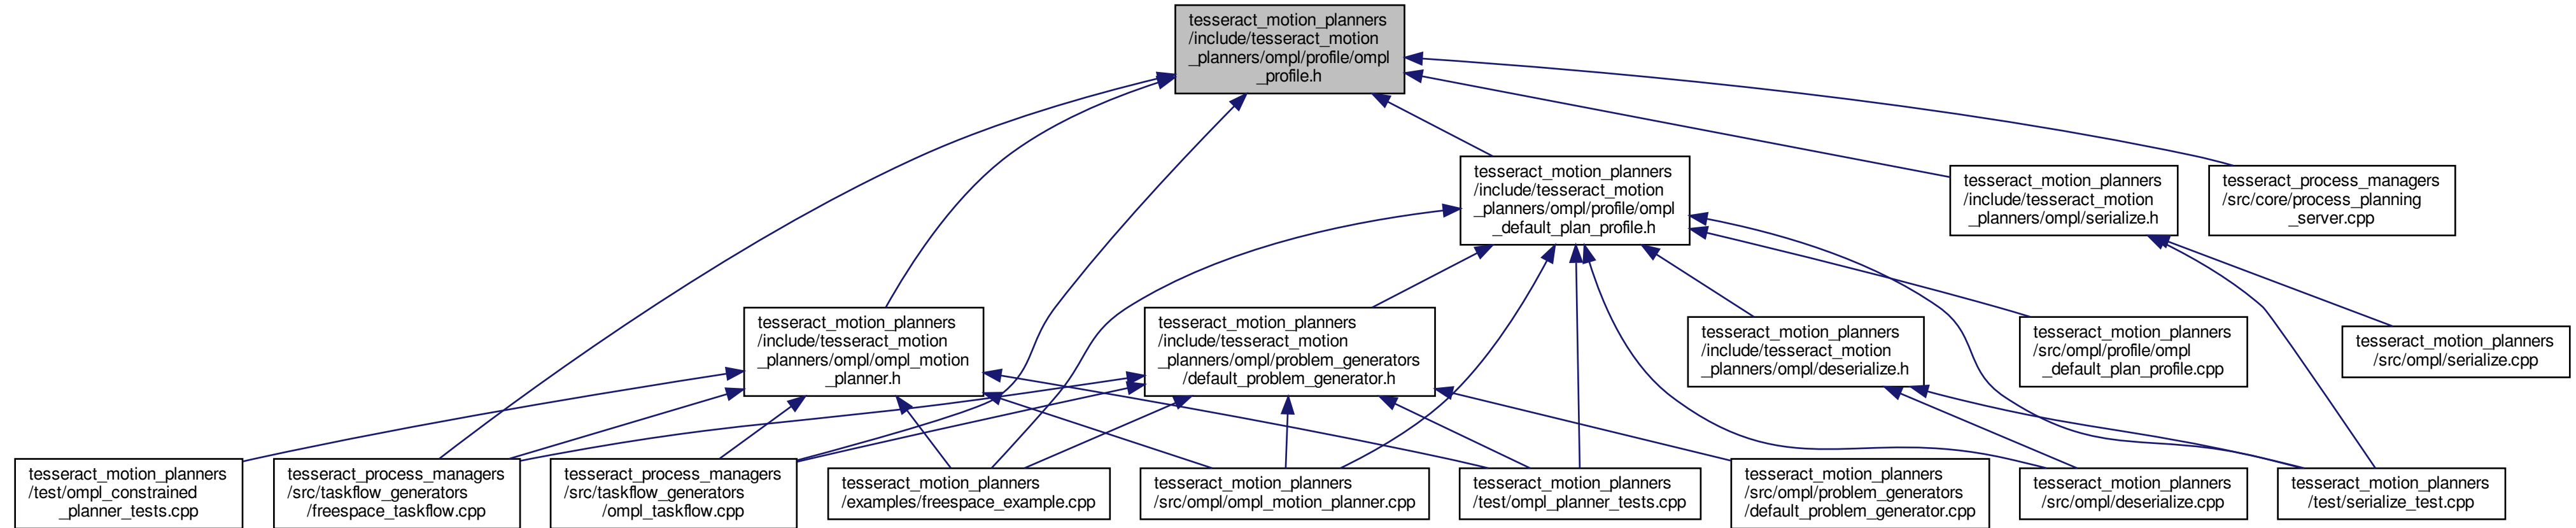 tesseract_motion_planners
/include/tesseract_motion
_planners/ompl/profile/ompl
_profile.h
tesseract_motion_planners
/include/tesseract_motion
_planners/ompl/profile/ompl
_default_plan_profile.h
tesseract_motion_planners
/include/tesseract_motion
_planners/ompl/serialize.h
tesseract_process_managers
/src/core/process_planning
_server.cpp
tesseract_motion_planners
/include/tesseract_motion
_planners/ompl/ompl_motion
_planner.h
tesseract_motion_planners
/include/tesseract_motion
_planners/ompl/problem_generators
/default_problem_generator.h
tesseract_motion_planners
/include/tesseract_motion
_planners/ompl/deserialize.h
tesseract_motion_planners
/src/ompl/profile/ompl
_default_plan_profile.cpp
tesseract_motion_planners
/src/ompl/serialize.cpp
tesseract_motion_planners
/test/ompl_constrained
_planner_tests.cpp
tesseract_process_managers
/src/taskflow_generators
/freespace_taskflow.cpp
tesseract_process_managers
/src/taskflow_generators
/ompl_taskflow.cpp
tesseract_motion_planners
/examples/freespace_example.cpp
tesseract_motion_planners
/src/ompl/ompl_motion_planner.cpp
tesseract_motion_planners
/test/ompl_planner_tests.cpp
tesseract_motion_planners
/src/ompl/problem_generators
/default_problem_generator.cpp
tesseract_motion_planners
/src/ompl/deserialize.cpp
tesseract_motion_planners
/test/serialize_test.cpp